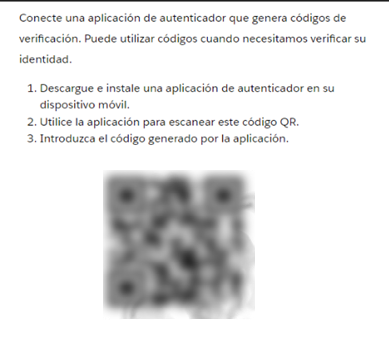 Conecte una aplicación de autenticador que genera códigos de
verificación. Puede utilizar códigos cuando necesitamos verificar su
identidad.
1. Descargue e instale una aplicación de autenticador en su
dispositivo móvil.
2. Utilice la aplicación para escanear este código QR.
3. Introduzca el código generado por la aplicación.